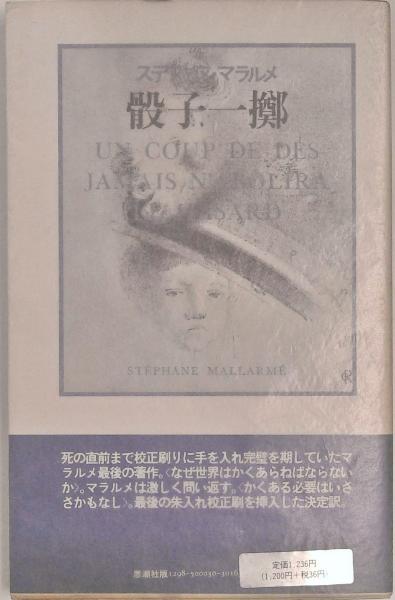 ステファヌ・マラルメ
骰子一擲
UN COUP DE DÉS
JAMAIS N'ABOLIRA
LE HASARD
STÉPHANE MALLARMÉ
死の直前まで校正刷りに手を入れ完璧を期していたマ
ラルメ最後の著作。〈なぜ世界はかくあらねばならない
か〉。マラルメは激しく問い返す。〈かくある必要はいさ
さかもなし〉。最後の朱入れ校正刷を挿入した決定訳。
思潮社版1298-500030-3016
定価1,236円
(1,200円+税36円)